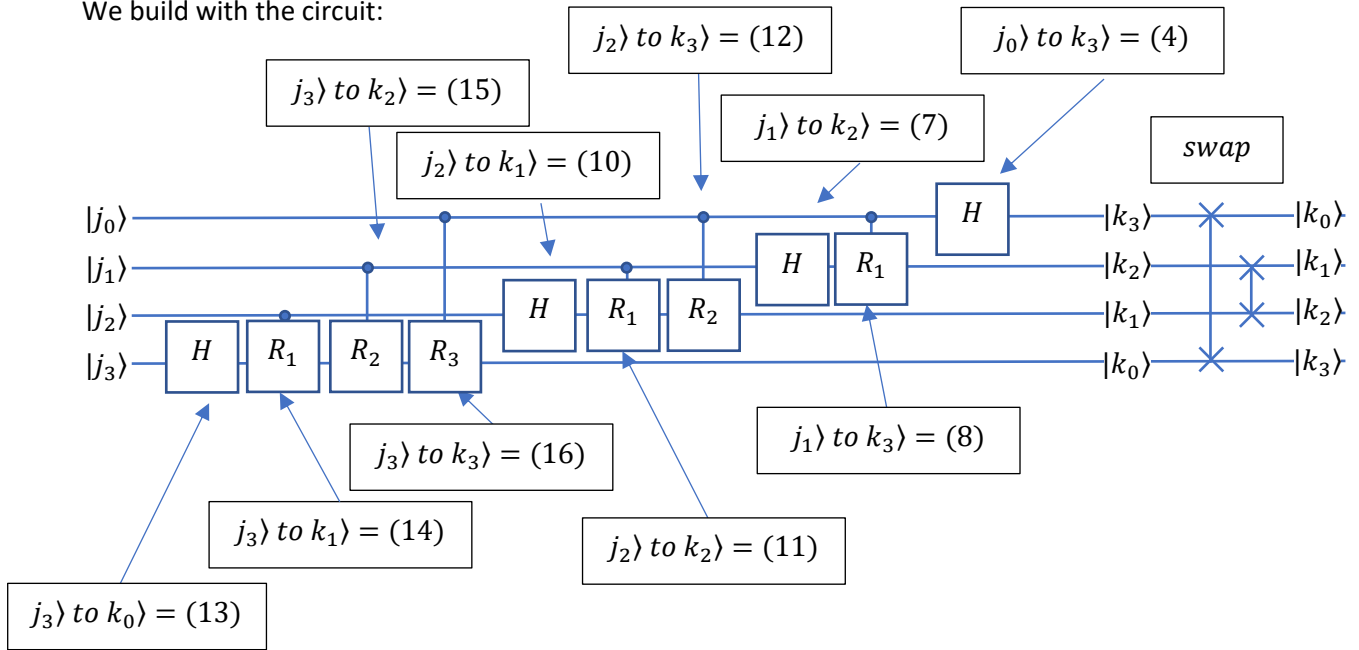 We build with the circuit:
j₂⟩ to k₃⟩ = (12)
j₀⟩ to k₃⟩ = (4)
j₃⟩ to k₂⟩ = (15)
j₁⟩ to k₂⟩ = (7)
j₂⟩ to k₁⟩ = (10)
swap
|j₀⟩ H |k₃⟩ |k₀⟩
|j₁⟩ H R₁ |k₂⟩ |k₁⟩
|j₂⟩ H R₁ R₂ |k₁⟩ |k₂⟩
|j₃⟩ H R₁ R₂ R₃ |k₀⟩ |k₃⟩
j₁⟩ to k₃⟩ = (8)
j₃⟩ to k₃⟩ = (16)
j₃⟩ to k₁⟩ = (14)
j₂⟩ to k₂⟩ = (11)
j₃⟩ to k₀⟩ = (13)